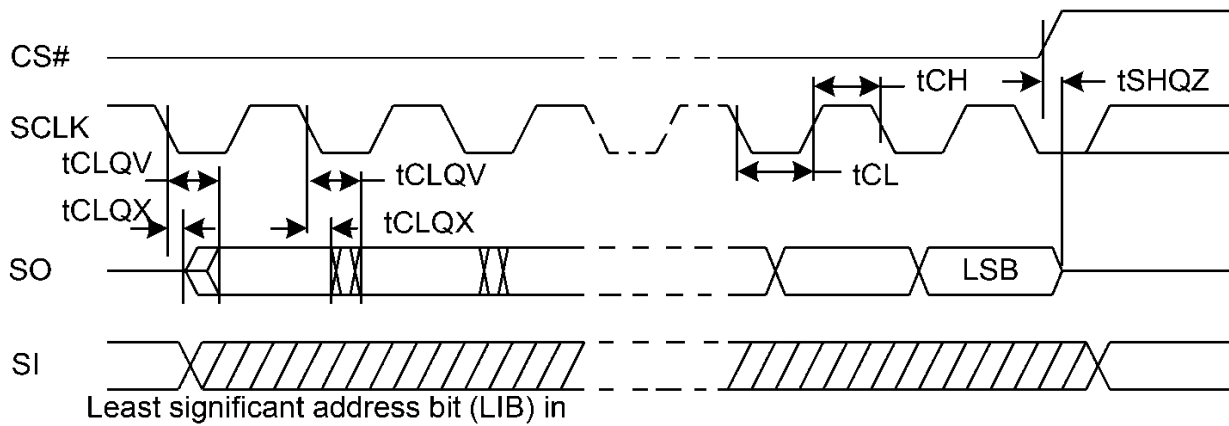 CS#
tCH
tSHQZ
SCLK
tCLQV
tCLQV
tCL
tCLQX
tCLQX
SO
LSB
SI
Least significant address bit (LIB) in